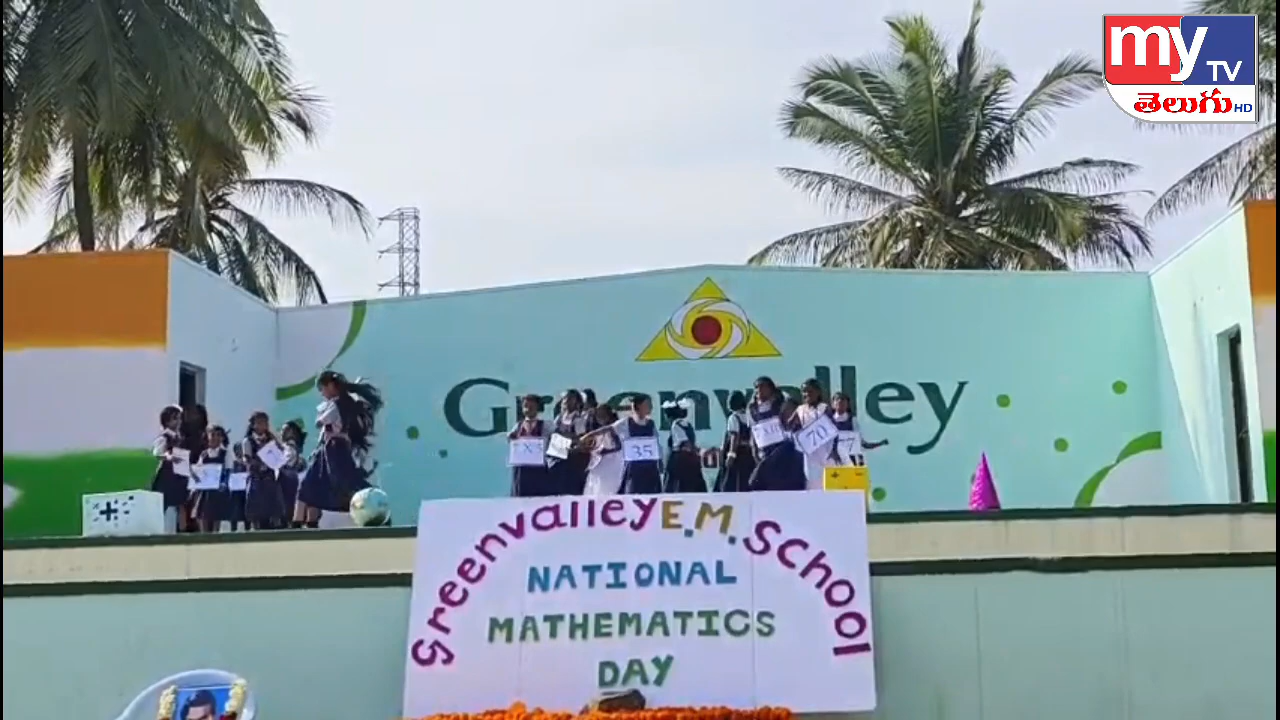 my
TV
తెలుగు HD
Greenvalley
35
70
Greenvalley E.M. School
NATIONAL
MATHEMATICS
DAY